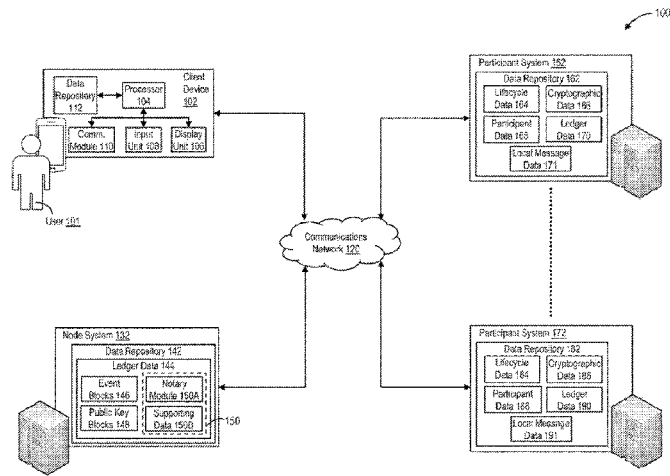 100
Client
Device
102
Data
Repository
112
Processor
104
Comm.
Module 110
Input
Unit 108
Display
Unit 106
User 101
Participant System 152
Data Repository 162
Lifecycle
Data 164
Cryptographic
Data 166
Participant
Data 168
Ledger
Data 170
Local Message
Data 171
Communications
Network 120
Node System 132
Data Repository 142
Ledger Data 144
Event
Blocks 146
Notary
Module 150A
Public Key
Blocks 148
Supporting
Data 150B
150
Participant System 172
Data Repository 182
Lifecycle
Data 184
Cryptographic
Data 186
Participant
Data 188
Ledger
Data 190
Local Message
Data 191